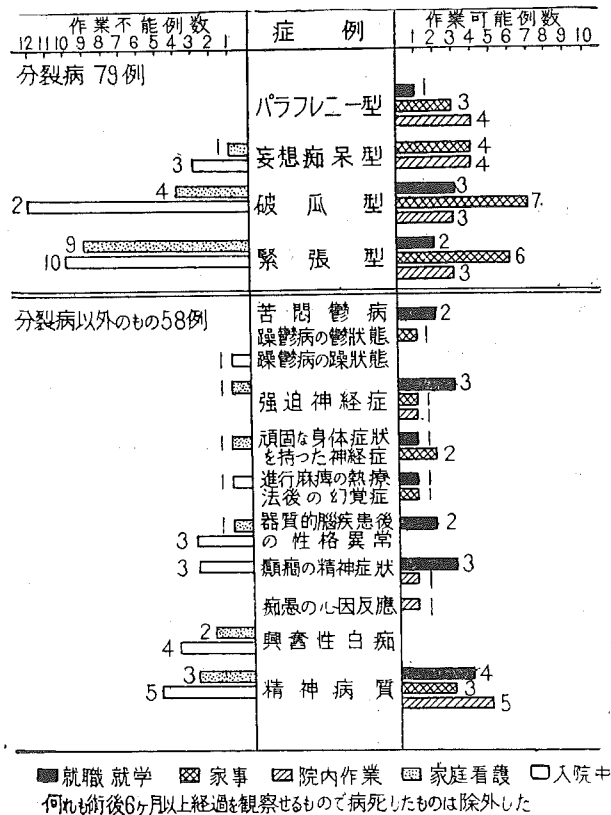 作業不能例数 症例 作業可能例数
12 11 10 9 8 7 6 5 4 3 2 1 1 2 3 4 5 6 7 8 9 10
分裂病 79例
パラフレニー型 1
3
4
1 妄想痴呆型 4
3 4
4 破瓜型 3
2 7
3
9 緊張型 2
10 6
3
分裂病以外のもの58例
苦悶鬱病 2
躁鬱病の鬱狀態 1
1 躁鬱病の躁狀態
1 强迫神経症 3
1
1
1 頑固な身体症狀 1
を持った神経症 2
1 進行麻痺の熱療 1
法後の幻覚症 1
1 器質的脳疾患後 2
3 の性格異常
3 癲癇の精神症狀 3
1
痴愚の心因反應 1
2 興奮性白痴
4
3 精神病質 4
5 3
5
就職就学 家事 院内作業 家庭看護 入院中
何れも術後6ヶ月以上経過を観察せるもので病死したものは除外した